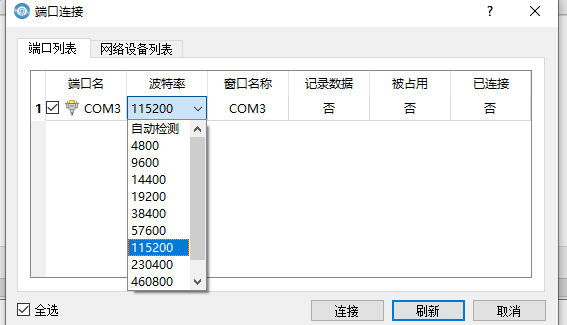 端口连接
端口列表 网络设备列表
端口名 波特率 窗口名称 记录数据 被占用 已连接
1 COM3 115200 COM3 否 否 否
自动检测
4800
9600
14400
19200
38400
57600
115200
230400
460800
全选 连接 刷新 取消